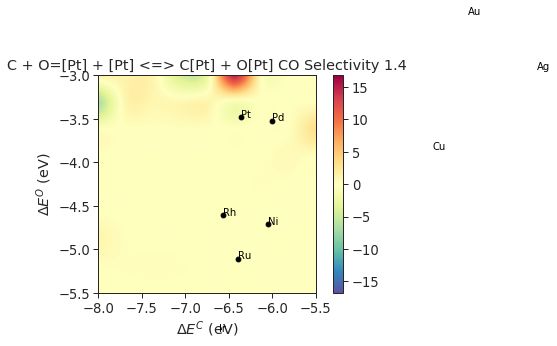 Au
Ag
C + O=[Pt] + [Pt] <=> C[Pt] + O[Pt] CO Selectivity 1.4
−3.0
−3.5
−4.0
−4.5
−5.0
−5.5
ΔE^O (eV)
Pt
Pd
Cu
Rh
Ni
Ru
15
10
5
0
−5
−10
−15
−8.0 −7.5 −7.0 −6.5 −6.0 −5.5
ΔE^C (eV)
Ir